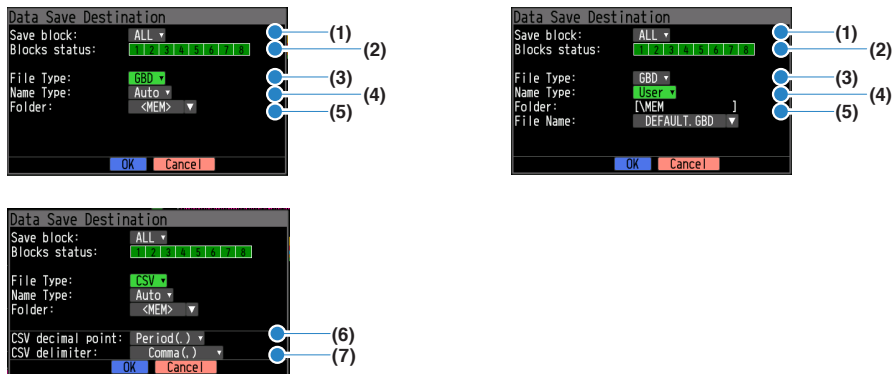 Data Save Destination
Save block: ALL (1)
Blocks status: 1 2 3 4 5 6 7 8 (2)
File Type: GBD (3)
Name Type: Auto (4)
Folder: <MEM> (5)
OK Cancel
Data Save Destination
Save block: ALL (1)
Blocks status: 1 2 3 4 5 6 7 8 (2)
File Type: GBD (3)
Name Type: User (4)
Folder: [\MEM ] (5)
File Name: DEFAULT.GBD
OK Cancel
Data Save Destination
Save block: ALL
Blocks status: 1 2 3 4 5 6 7 8
File Type: CSV
Name Type: Auto
Folder: <MEM>
CSV decimal point: Period(.) (6)
CSV delimiter: Comma(,) (7)
OK Cancel